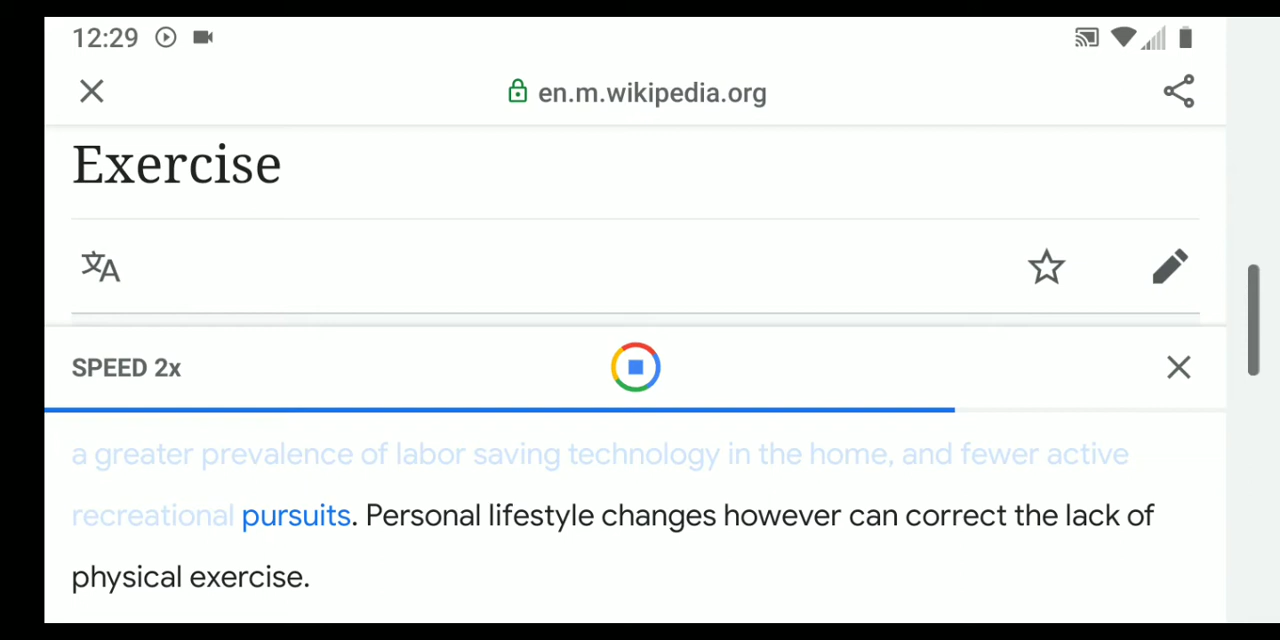 12:29
en.m.wikipedia.org
Exercise
SPEED 2x
a greater prevalence of labor saving technology in the home, and fewer active
recreational pursuits. Personal lifestyle changes however can correct the lack of
physical exercise.